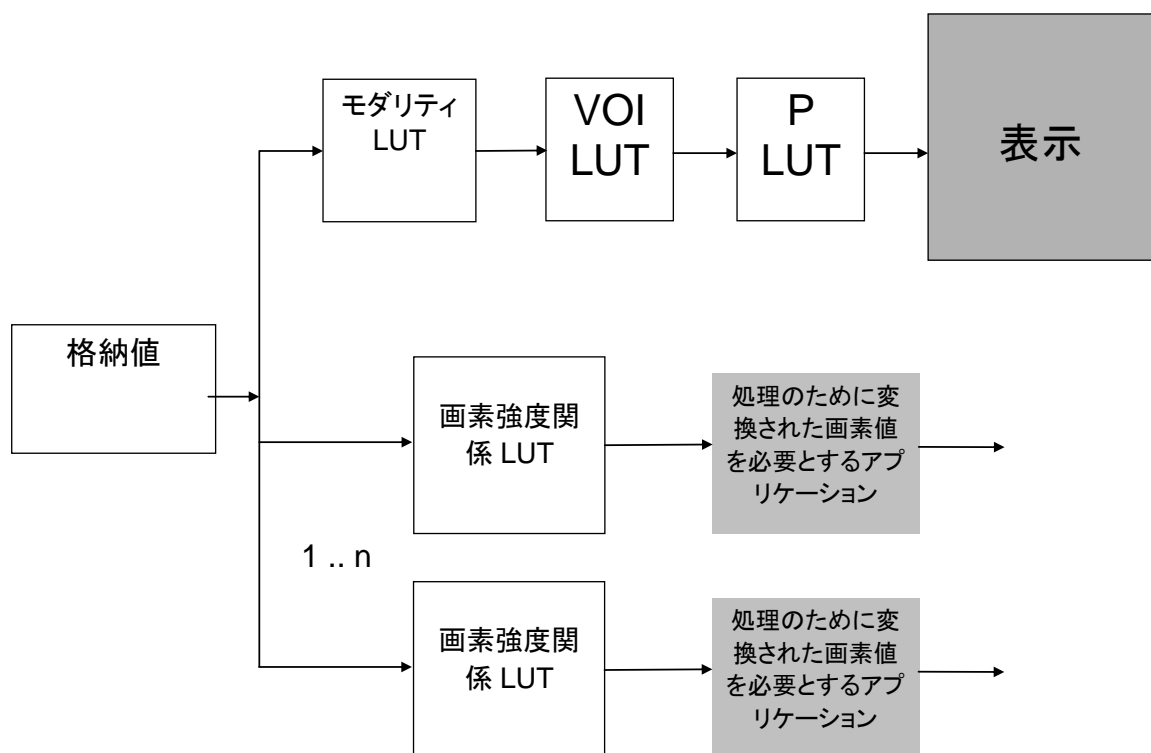 モダリティ
LUT
VOI
LUT
P
LUT
表示
格納値
画素強度関
係 LUT
処理のために変
換された画素値
を必要とするアプ
リケーション
1 .. n
画素強度関
係 LUT
処理のために変
換された画素値
を必要とするアプ
リケーション